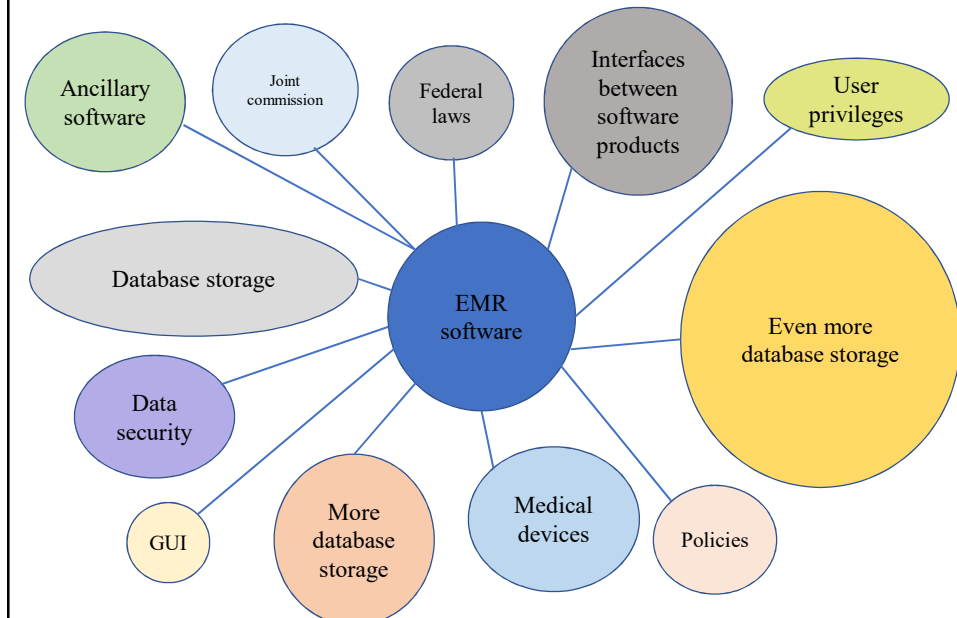 Ancillary
software
Joint
commission
Federal
laws
Interfaces
between
software
products
User
privileges
Database storage
EMR
software
Even more
database storage
Data
security
GUI
More
database
storage
Medical
devices
Policies